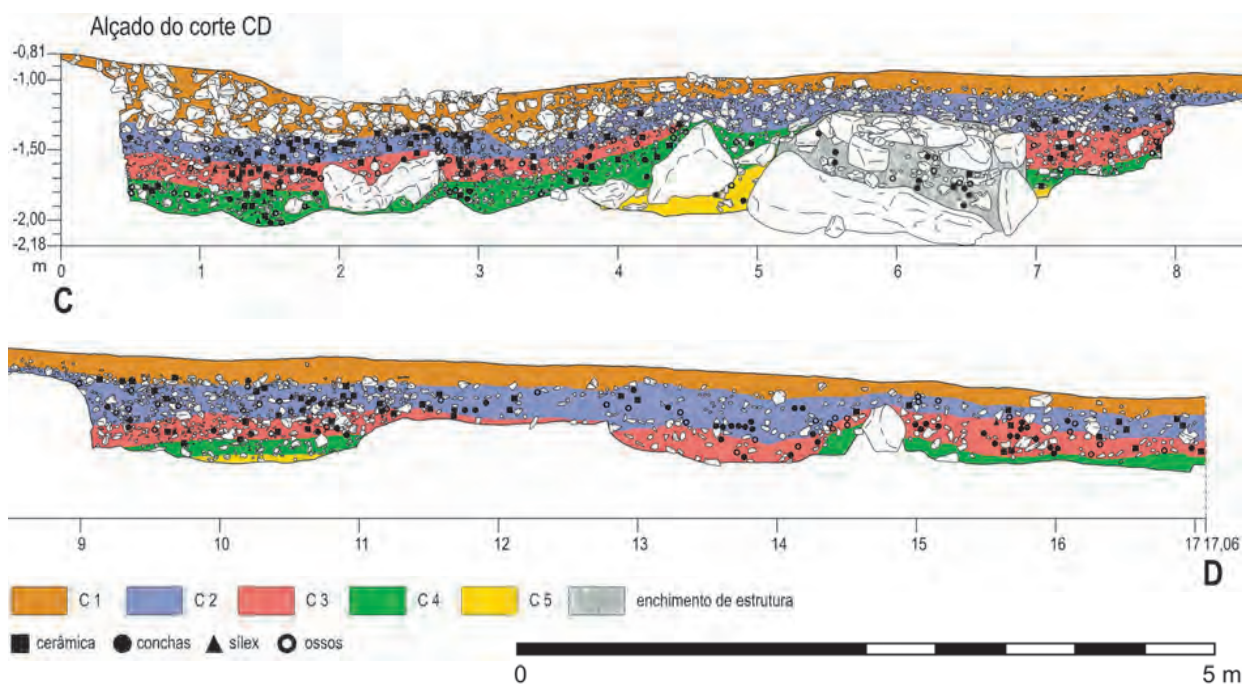 Alçado do corte CD
-0,81
-1,00
-1,50
-2,00
-2,18
m
0 1 2 3 4 5 6 7 8
C
9 10 11 12 13 14 15 16 17 17,06
D
C 1 C 2 C 3 C 4 C 5 enchimento de estrutura
cerâmica conchas sílex ossos
0 5 m